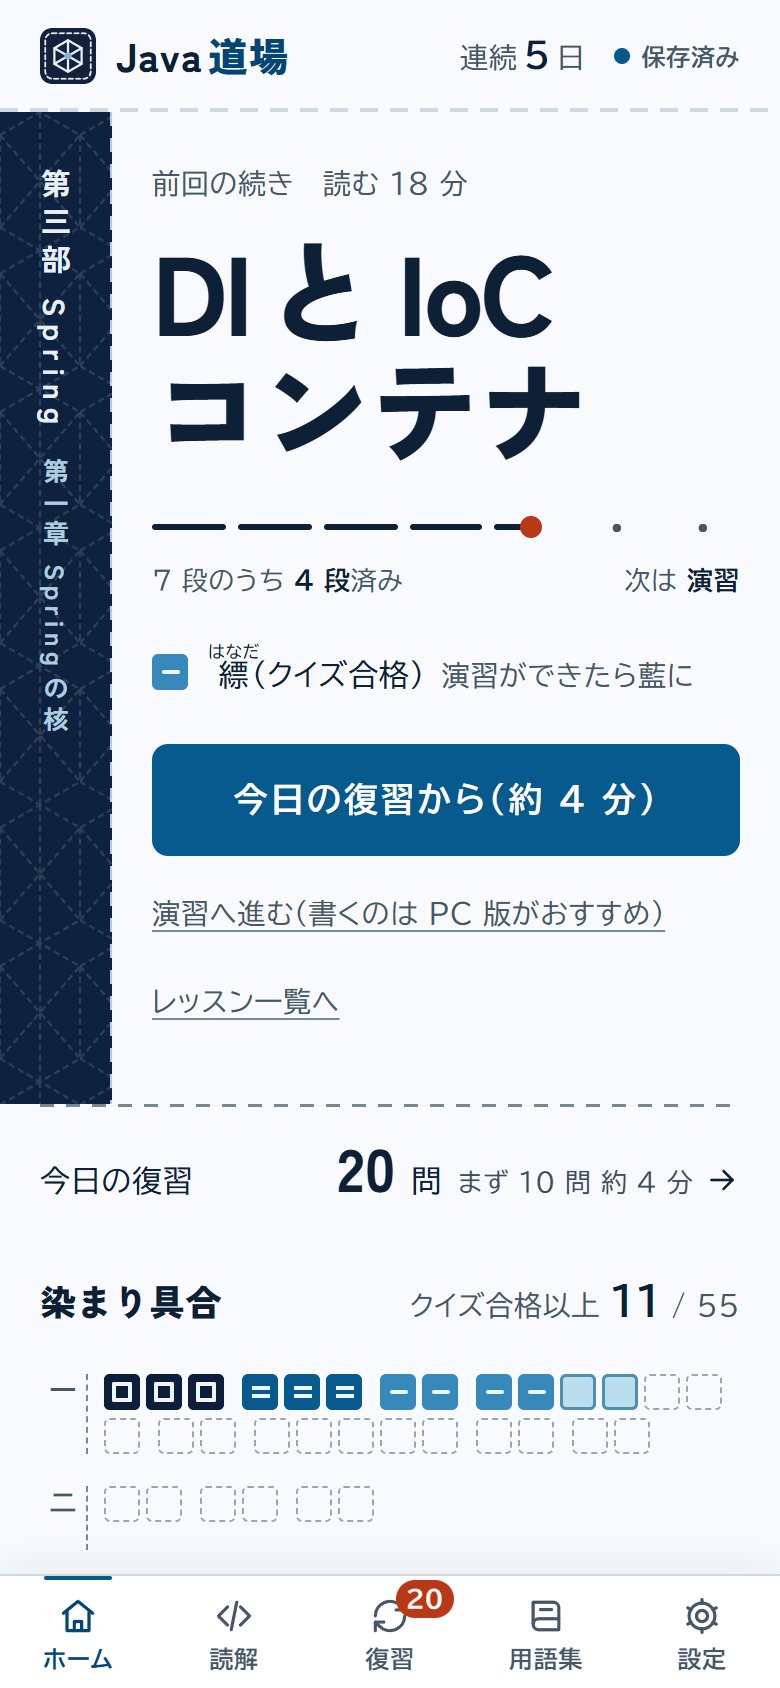 Java 道場
連続 5 日
保存済み
第三部 Spring 第一章 Springの核
前回の続き 読む 18 分
DI と IoC
コンテナ
7 段のうち 4 段済み
次は 演習
はなだ
縹(クイズ合格) 演習ができたら藍に
今日の復習から(約 4 分)
演習へ進む(書くのは PC 版がおすすめ)
レッスン一覧へ
今日の復習
20 問 まず 10 問 約 4 分 →
染まり具合
クイズ合格以上 11 / 55
一
二
20
ホーム
読解
復習
用語集
設定